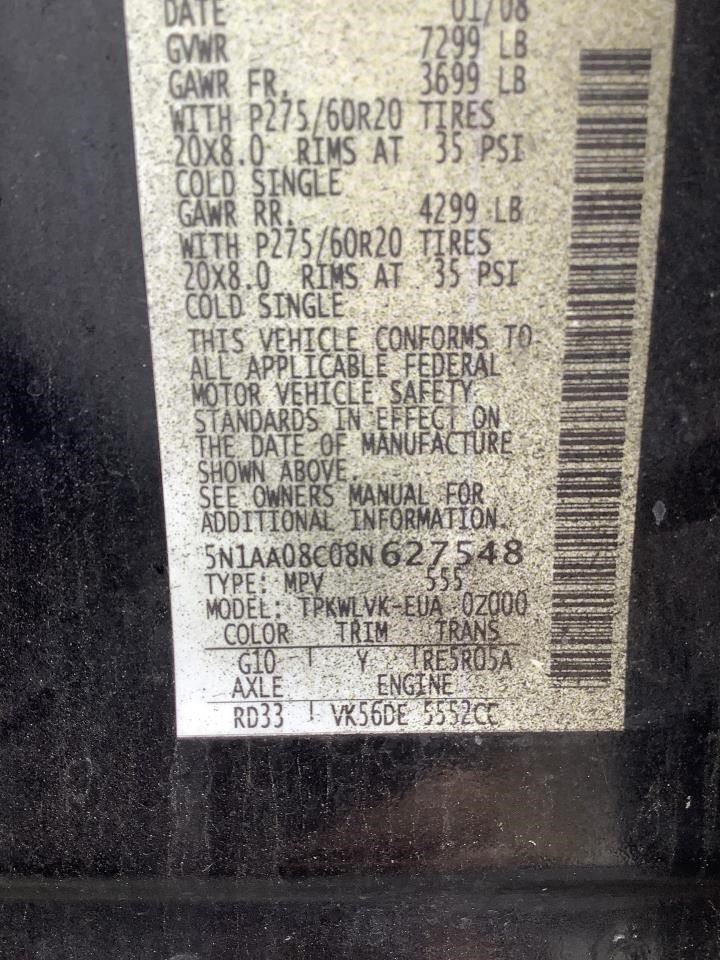 DATE 01/08
GVWR 7299 LB
GAWR FR. 3699 LB
WITH P275/60R20 TIRES
20X8.0 RIMS AT 35 PSI
COLD SINGLE
GAWR RR. 4299 LB
WITH P275/60R20 TIRES
20X8.0 RIMS AT 35 PSI
COLD SINGLE
THIS VEHICLE CONFORMS TO
ALL APPLICABLE FEDERAL
MOTOR VEHICLE SAFETY
STANDARDS IN EFFECT ON
THE DATE OF MANUFACTURE
SHOWN ABOVE.
SEE OWNERS MANUAL FOR
ADDITIONAL INFORMATION.
5N1AA08C08N627548
TYPE: MPV 555
MODEL: TPKWLVK-EUA 0Z000
COLOR TRIM TRANS
G10 Y RE5R05A
AXLE ENGINE
RD33 VK56DE 5552CC